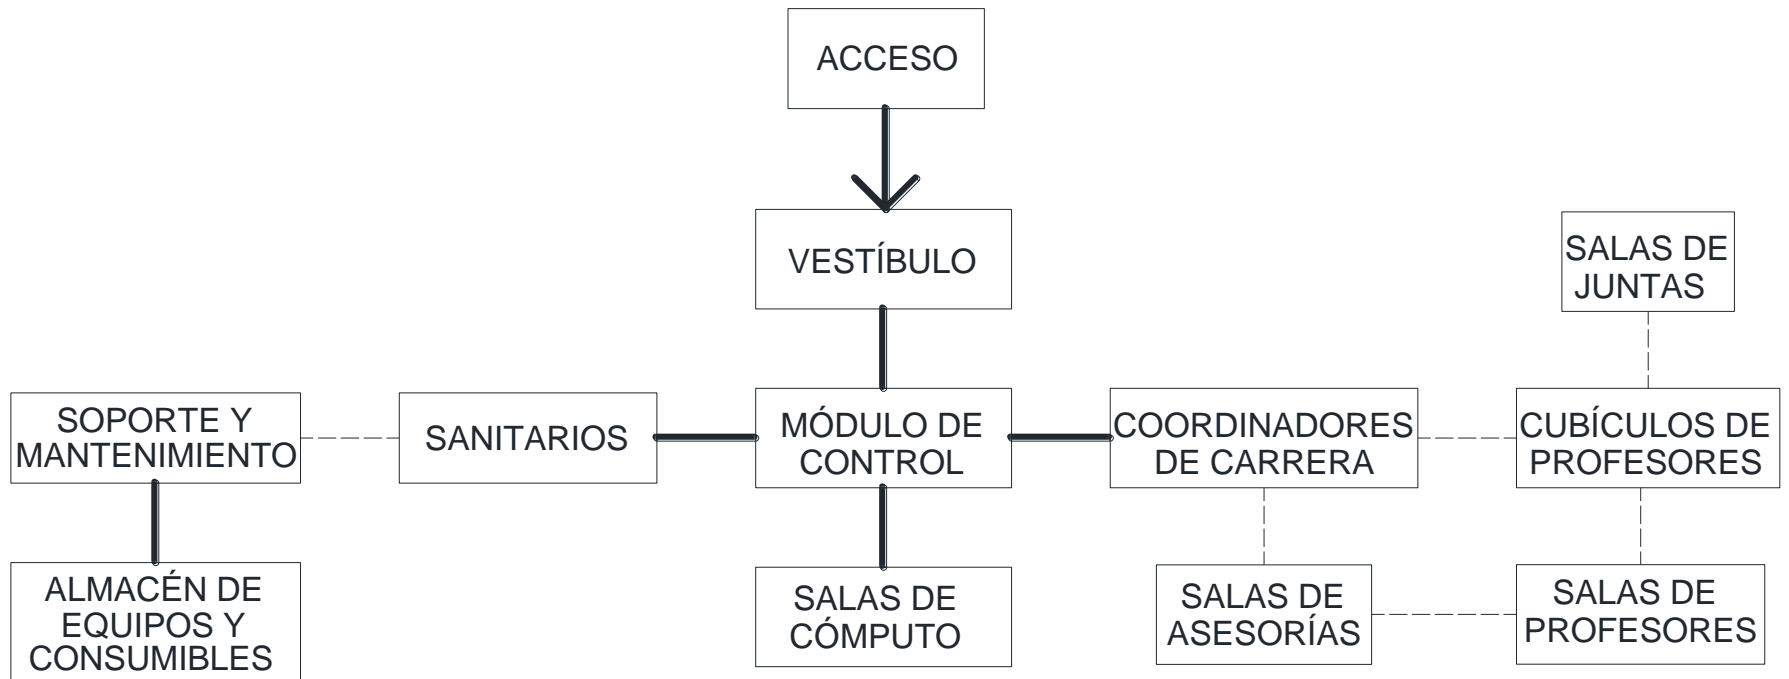 ACCESO
VESTÍBULO
SALAS DE
JUNTAS
SOPORTE Y
MANTENIMIENTO
SANITARIOS
MÓDULO DE
CONTROL
COORDINADORES
DE CARRERA
CUBÍCULOS DE
PROFESORES
ALMACÉN DE
EQUIPOS Y
CONSUMIBLES
SALAS DE
CÓMPUTO
SALAS DE
ASESORÍAS
SALAS DE
PROFESORES